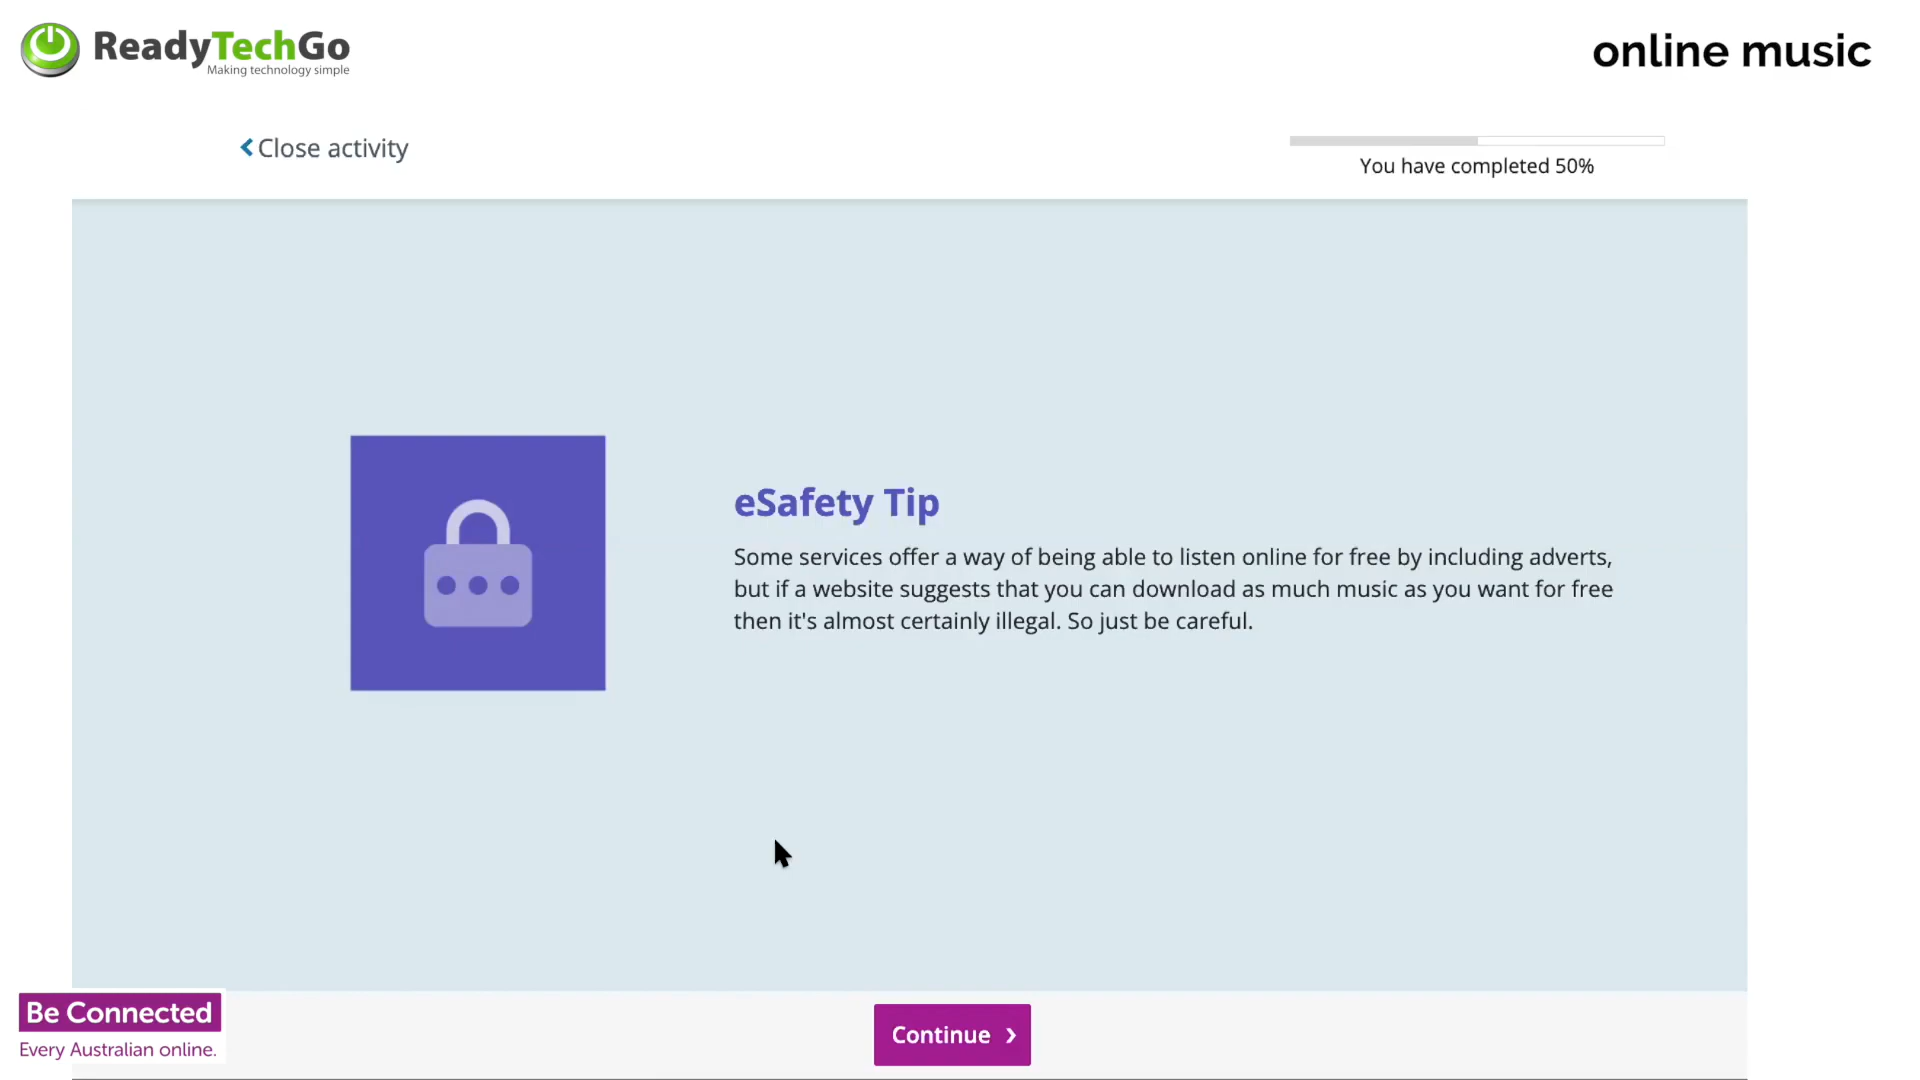 ReadyTechGo
Making technology simple
online music
Close activity
You have completed 50%
eSafety Tip
Some services offer a way of being able to listen online for free by including adverts,
but if a website suggests that you can download as much music as you want for free
then it's almost certainly illegal. So just be careful.
Be Connected
Every Australian online.
Continue